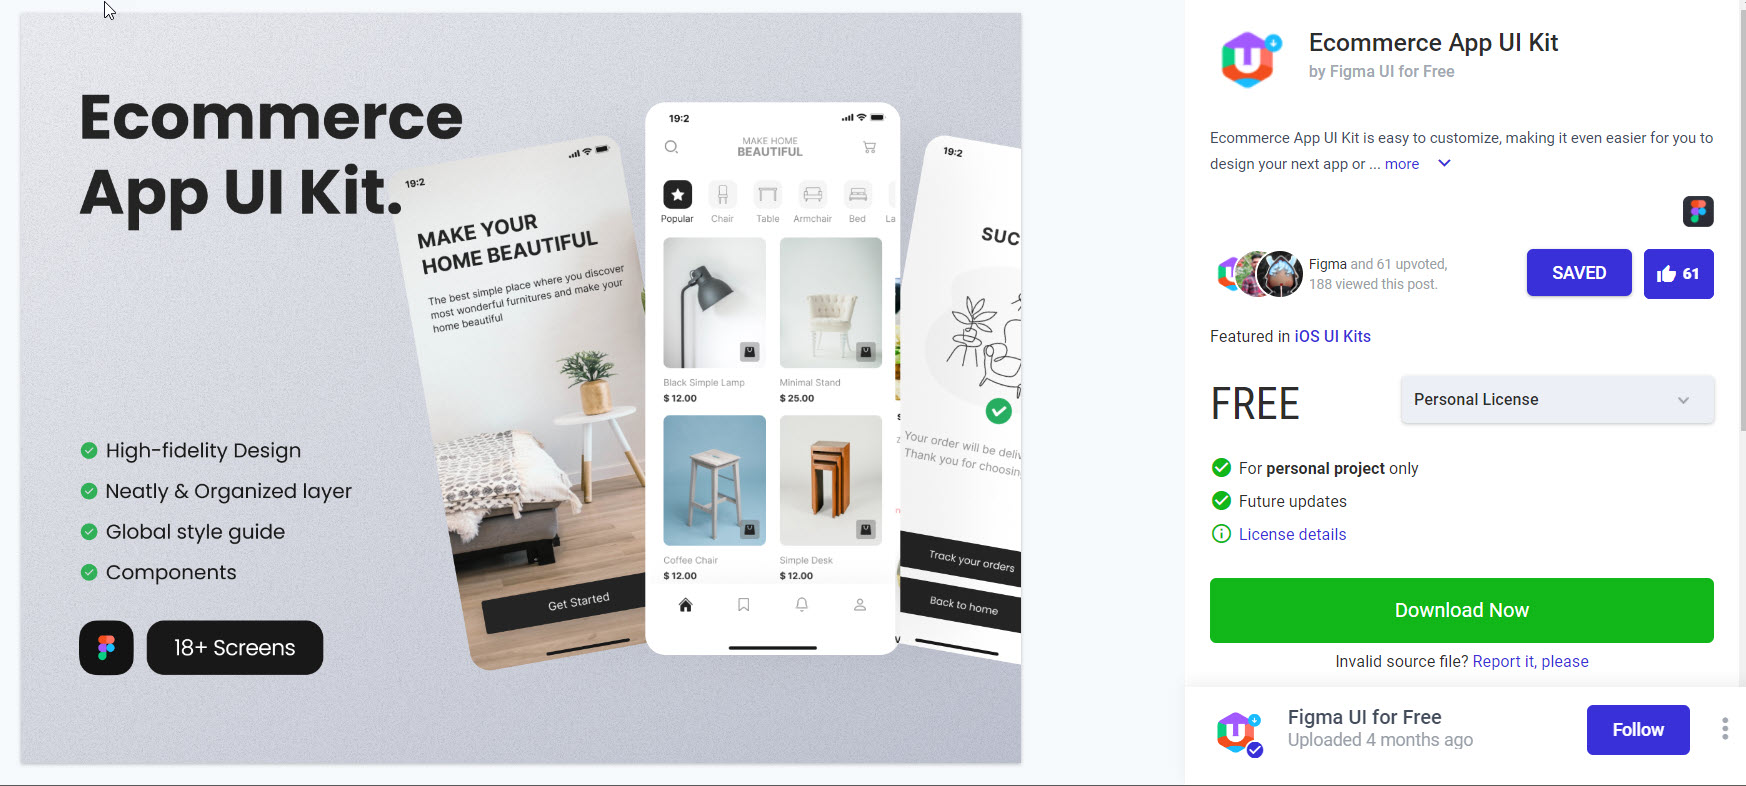 Ecommerce
App UI Kit.
High-fidelity Design
Neatly & Organized layer
Global style guide
Components
18+ Screens
19:2
MAKE YOUR
HOME BEAUTIFUL
The best simple place where you discover
most wonderful furnitures and make your
home beautiful
Get Started
19:2
MAKE HOME
BEAUTIFUL
Popular
Chair
Table
Armchair
Bed
La
Black Simple Lamp
$ 12.00
Minimal Stand
$ 25.00
Coffee Chair
$ 12.00
Simple Desk
$ 12.00
19:2
SUC
Your order will be deliv
Thank you for choosin
Track your orders
Back to home
Ecommerce App UI Kit
by Figma UI for Free
Ecommerce App UI Kit is easy to customize, making it even easier for you to
design your next app or ... more
Figma and 61 upvoted,
188 viewed this post.
SAVED
61
Featured in iOS UI Kits
FREE
Personal License
For personal project only
Future updates
License details
Download Now
Invalid source file? Report it, please
Figma UI for Free
Uploaded 4 months ago
Follow